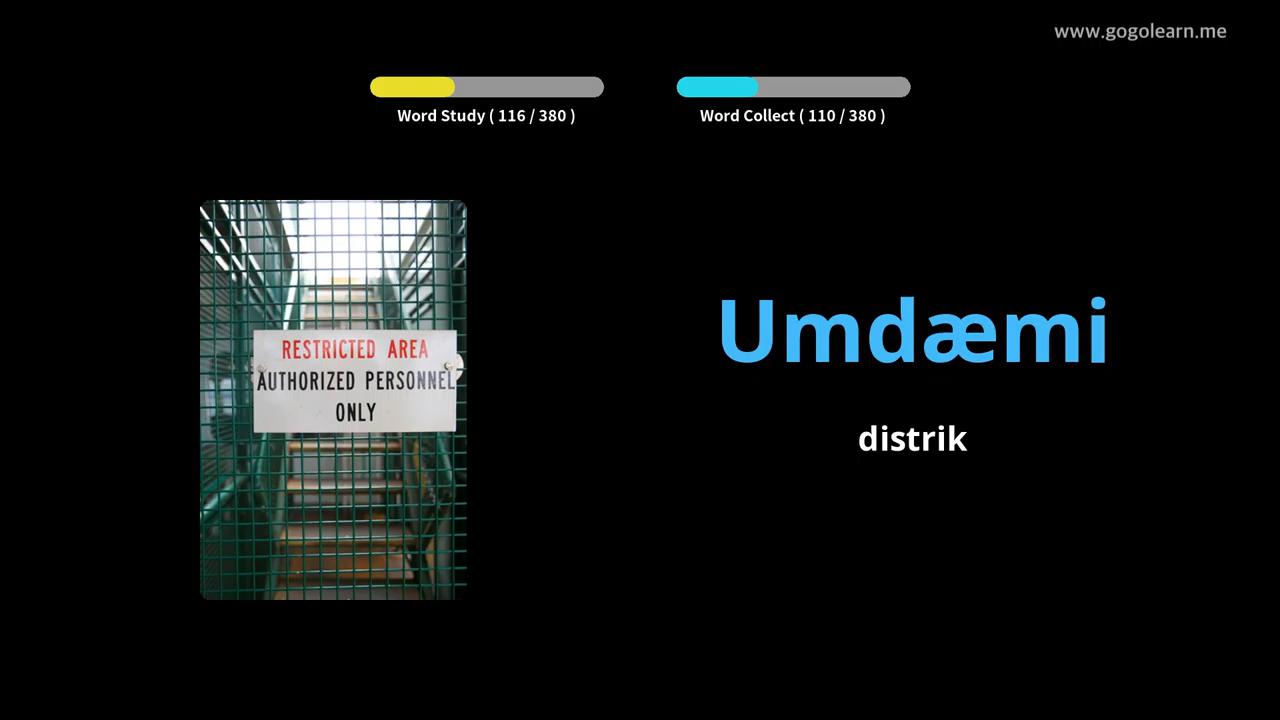 www.gogolearn.me
Word Study ( 116 / 380 )
Word Collect ( 110 / 380 )
RESTRICTED AREA
AUTHORIZED PERSONNEL
ONLY
Umdæmi
distrik